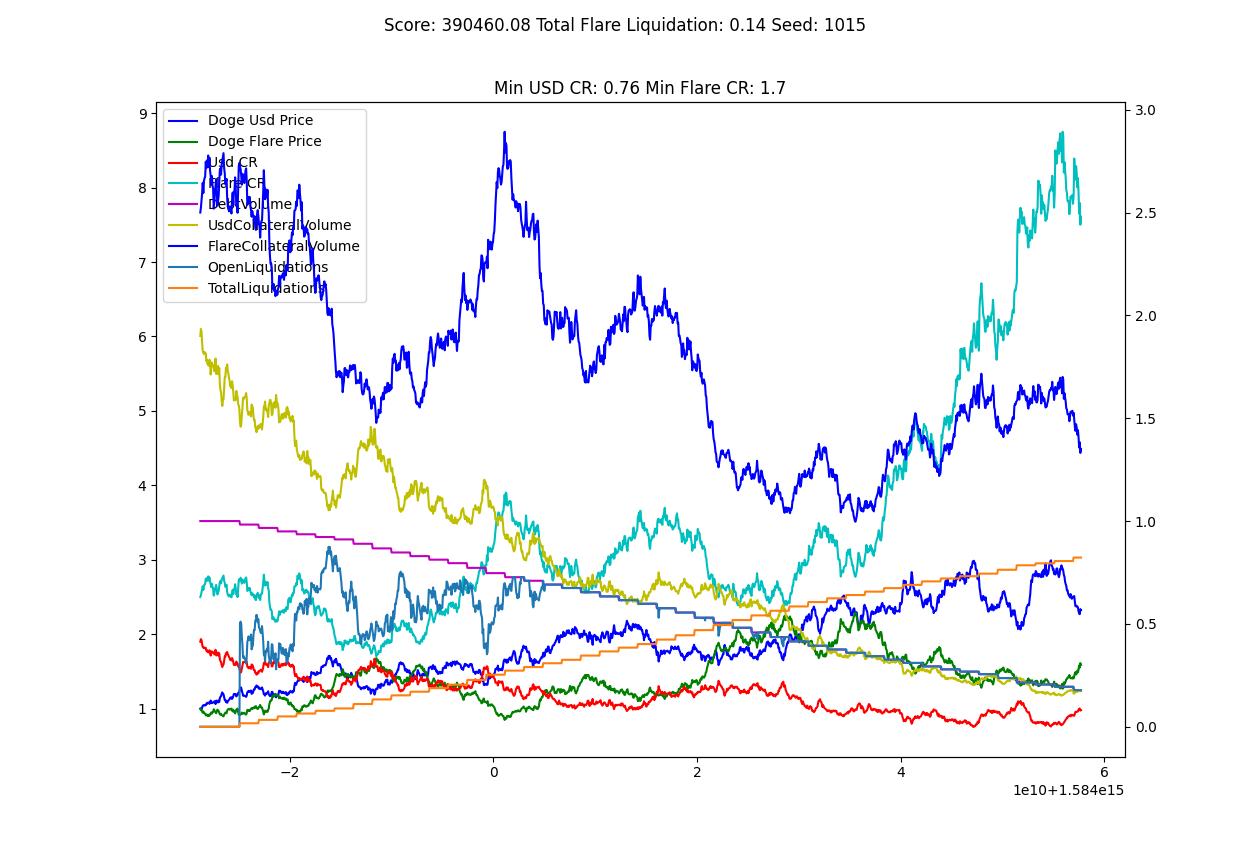 Score: 390460.08 Total Flare Liquidation: 0.14 Seed: 1015
Min USD CR: 0.76 Min Flare CR: 1.7
9
8
7
6
5
4
3
2
1
Doge Usd Price
Doge Flare Price
Usd CR
Flare CR
DebtVolume
UsdCollateralVolume
FlareCollateralVolume
OpenLiquidations
TotalLiquidations
3.0
2.5
2.0
1.5
1.0
0.5
0.0
−2 0 2 4 6
1e10+1.584e15